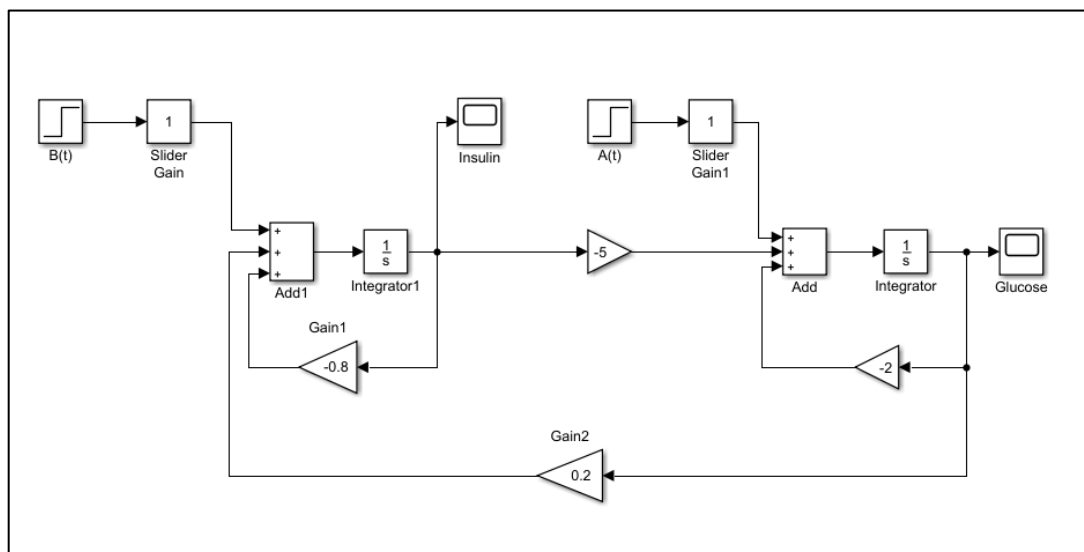 1
1
B(t)
Slider
Gain
Insulin
A(t)
Slider
Gain1
+
+
+
1
s
-5
+
+
+
1
s
Add1
Integrator1
Add
Integrator
Glucose
Gain1
-0.8
-2
Gain2
0.2